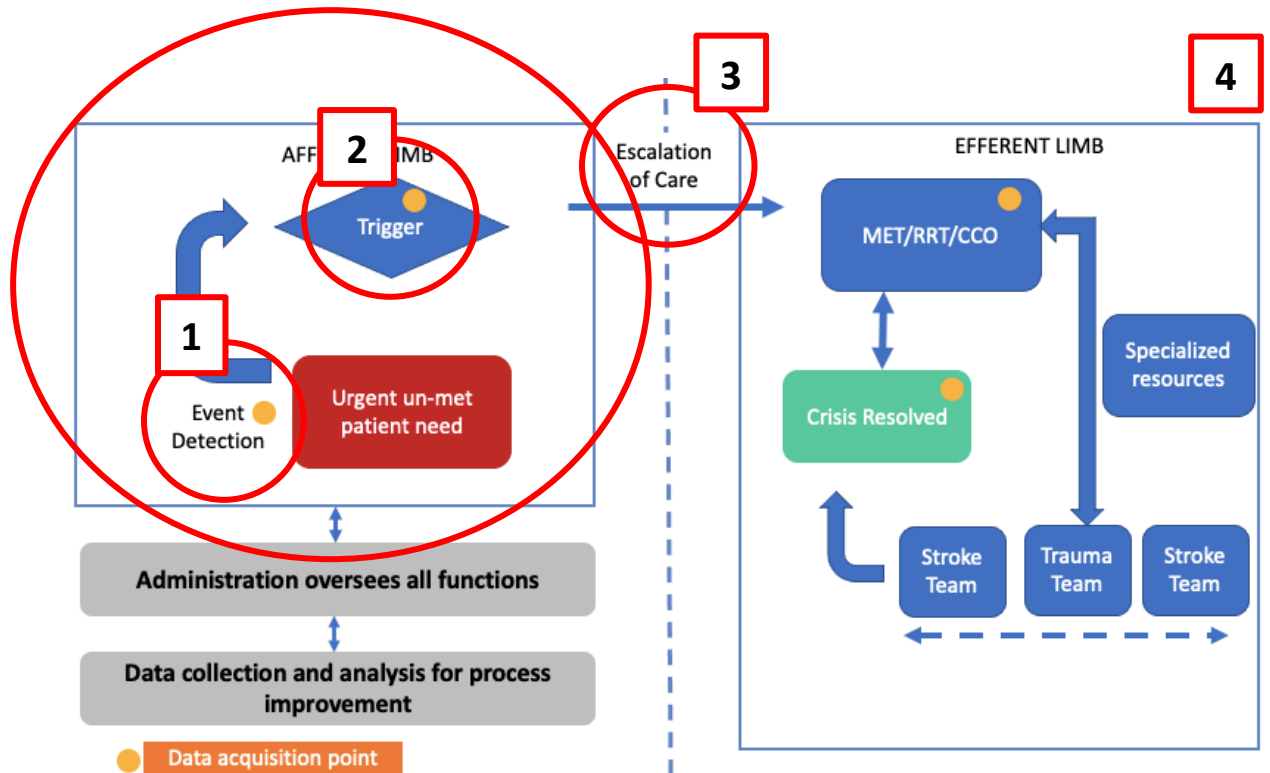 3
4
2
AFF
MB
Escalation
of Care
EFFERENT LIMB
Trigger
MET/RRT/CCO
1
Specialized
resources
Event
Detection
Urgent un-met
patient need
Crisis Resolved
Stroke
Team
Trauma
Team
Stroke
Team
Administration oversees all functions
Data collection and analysis for process
improvement
Data acquisition point